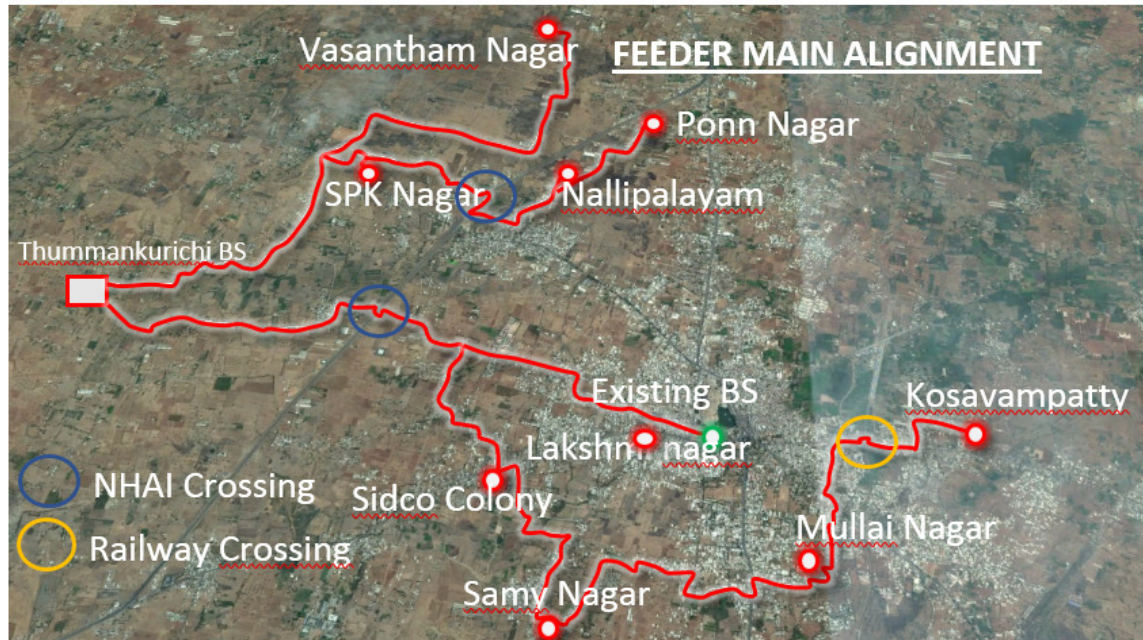 Vasantham Nagar
FEEDER MAIN ALIGNMENT
Ponn Nagar
SPK Nagar
Nallipalayam
Thummankurichi BS
Existing BS
Kosavampatty
Lakshmi nagar
NHAI Crossing
Sidco Colony
Mullai Nagar
Railway Crossing
Samy Nagar